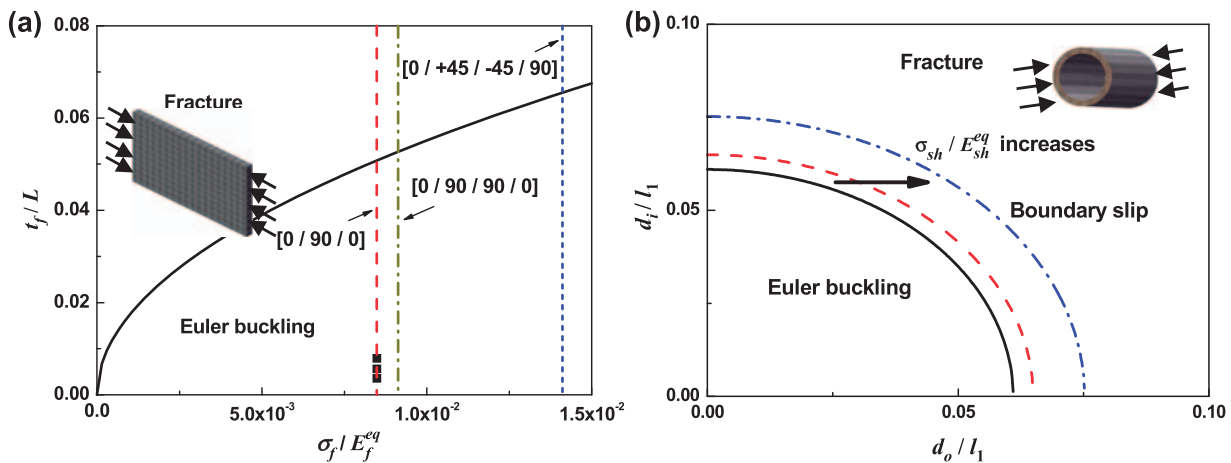 (a)
0.08
0.06
0.04
0.02
0.00
t_f / L
Fracture
[0 / +45 / -45 / 90]
[0 / 90 / 90 / 0]
[0 / 90 / 0]
Euler buckling
0.0
5.0x10^-3
1.0x10^-2
1.5x10^-2
σ_f / E_f^eq
(b)
0.10
0.05
0.00
d_i / l_1
Fracture
σ_sh / E_sh^eq increases
Boundary slip
Euler buckling
0.00
0.05
0.10
d_o / l_1